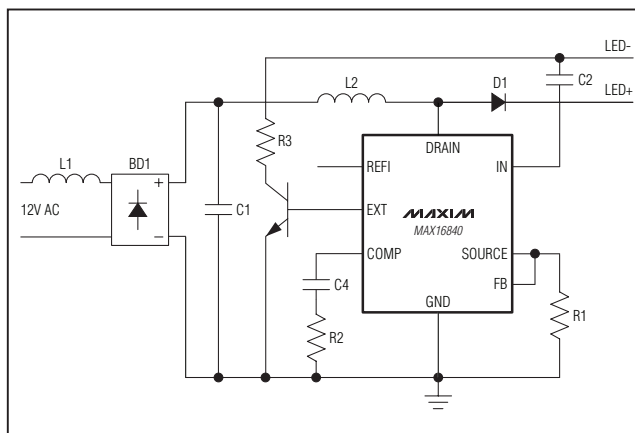 LED-
C2
L2
D1
LED+
R3
DRAIN
L1
BD1
REFI
IN
+
12V AC
C1
EXT
MAXIM
MAX16840
−
COMP
SOURCE
C4
FB
GND
R1
R2